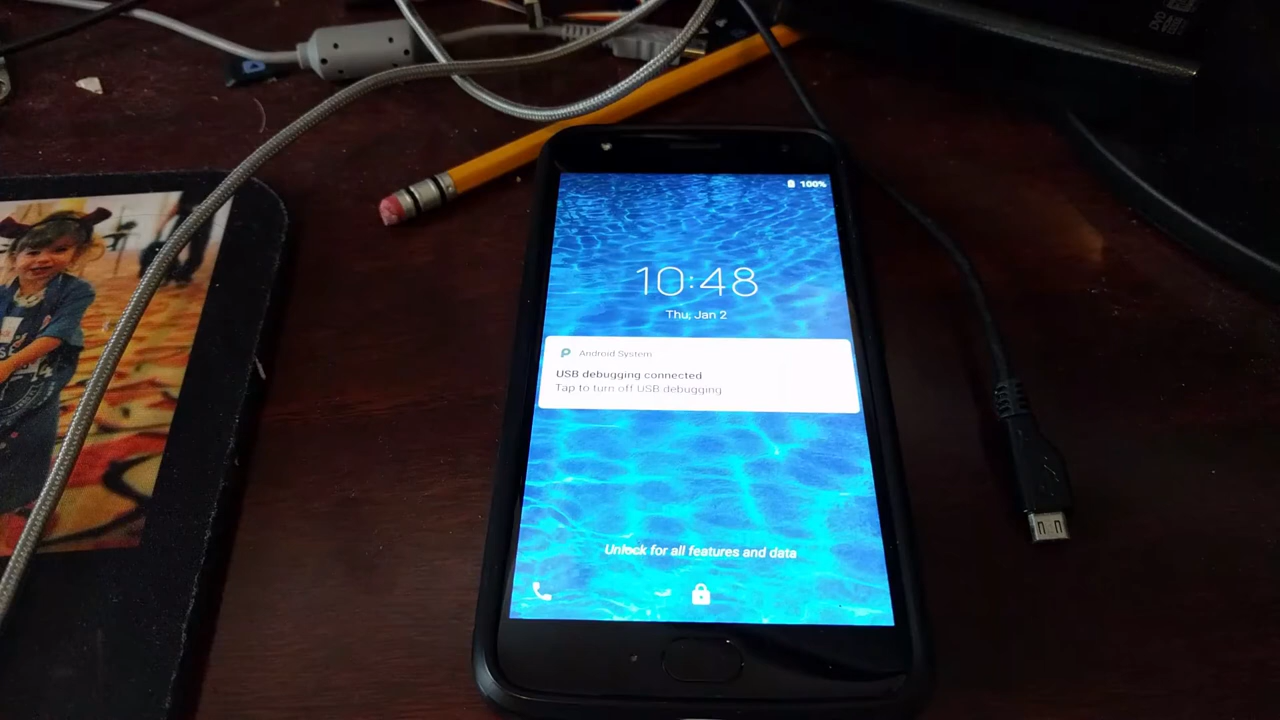 100%
10:48
Thu, Jan 2
Android System
USB debugging connected
Tap to turn off USB debugging
Unlock for all features and data